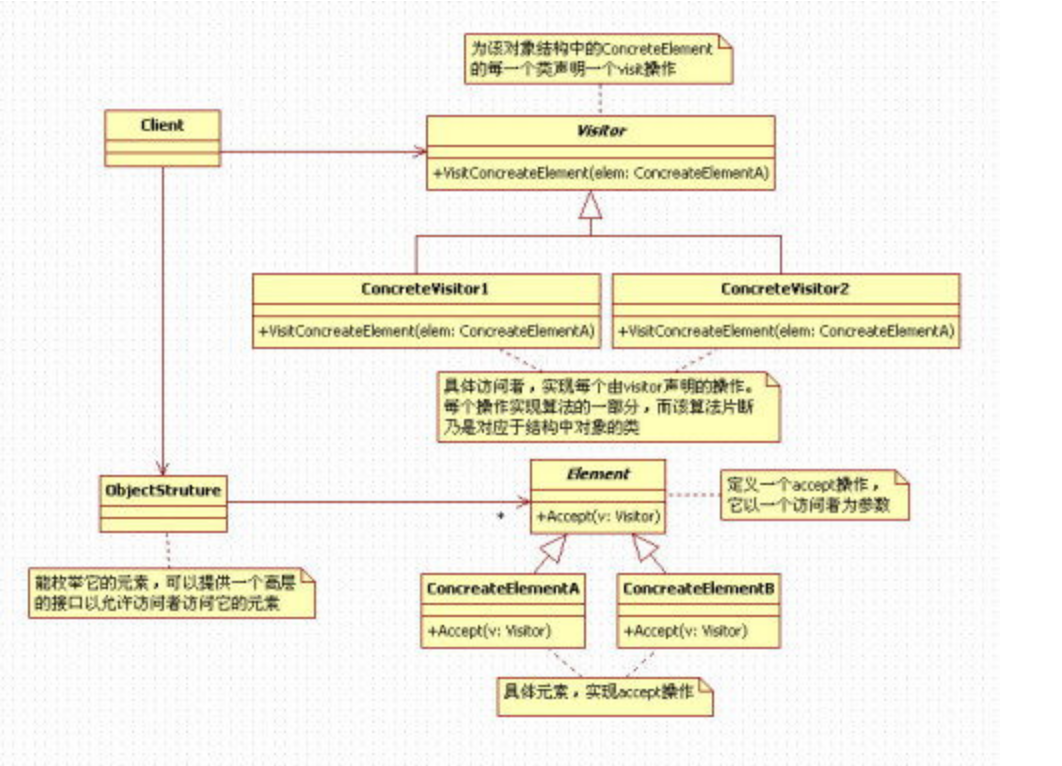 为该对象结构中的ConcreteElement
的每一个类声明一个visit操作
Client
Visitor
+VisitConcreateElement(elem: ConcreateElementA)
ConcreteVisitor1
+VisitConcreateElement(elem: ConcreateElementA)
ConcreteVisitor2
+VisitConcreateElement(elem: ConcreateElementA)
具体访问者，实现每个由visitor声明的操作。
每个操作实现算法的一部分，而该算法片断
乃是对应于结构中对象的类
ObjectStruture
*
Element
+Accept(v: Visitor)
定义一个accept操作，
它以一个访问者为参数
能枚举它的元素，可以提供一个高层
的接口以允许访问者访问它的元素
ConcreateElementA
+Accept(v: Visitor)
ConcreateElementB
+Accept(v: Visitor)
具体元素，实现accept操作